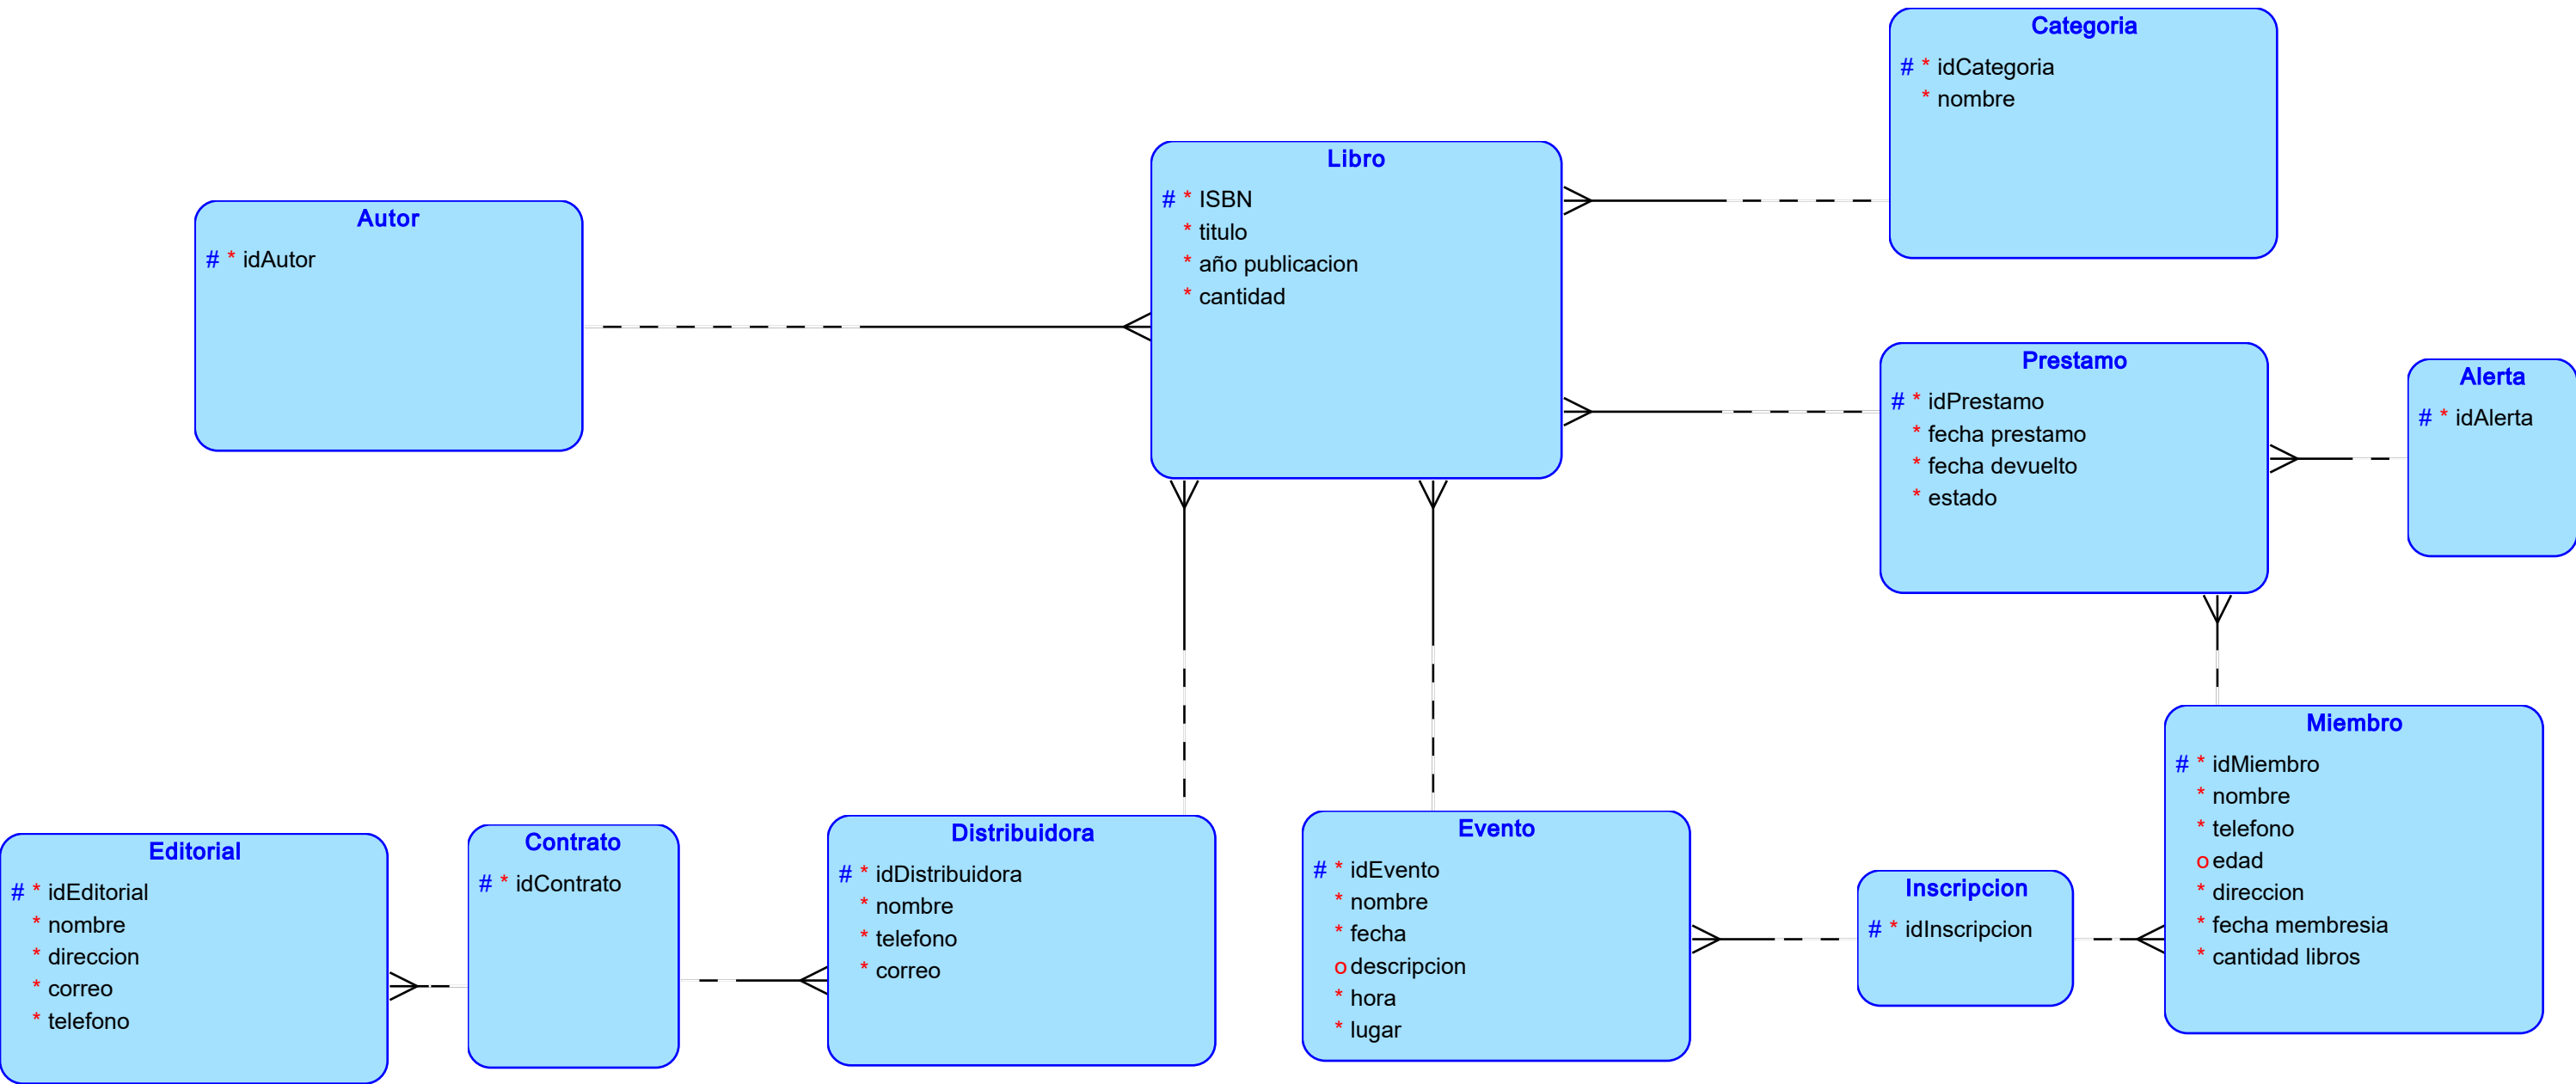 Categoria
# * idCategoria
* nombre
Libro
# * ISBN
* titulo
* año publicacion
* cantidad
Autor
# * idAutor
Prestamo
# * idPrestamo
* fecha prestamo
* fecha devuelto
* estado
Alerta
# * idAlerta
Miembro
# * idMiembro
* nombre
* telefono
o edad
* direccion
* fecha membresia
* cantidad libros
Editorial
# * idEditorial
* nombre
* direccion
* correo
* telefono
Contrato
# * idContrato
Distribuidora
# * idDistribuidora
* nombre
* telefono
* correo
Evento
# * idEvento
* nombre
* fecha
o descripcion
* hora
* lugar
Inscripcion
# * idInscripcion